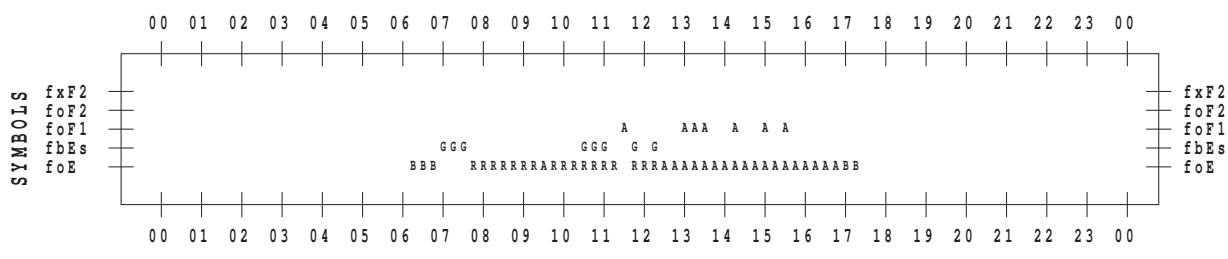 00 01 02 03 04 05 06 07 08 09 10 11 12 13 14 15 16 17 18 19 20 21 22 23 00
SYMBOLS
fxF2 fxF2
foF2 foF2
foF1 A AAA A A A foF1
fbEs GGG GGG G G fbEs
foE BBB RRRRRRRARRRRRRR RRRAAAAAAAAAAAAAAAAAABB foE
00 01 02 03 04 05 06 07 08 09 10 11 12 13 14 15 16 17 18 19 20 21 22 23 00